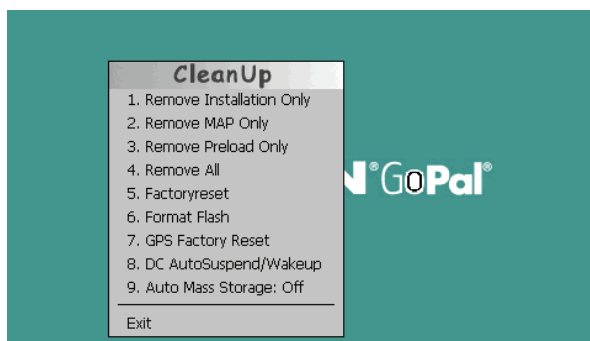 CleanUp
1. Remove Installation Only
2. Remove MAP Only
3. Remove Preload Only
4. Remove All
5. Factoryreset
6. Format Flash
7. GPS Factory Reset
8. DC AutoSuspend/Wakeup
9. Auto Mass Storage: Off
Exit
N® GoPal®